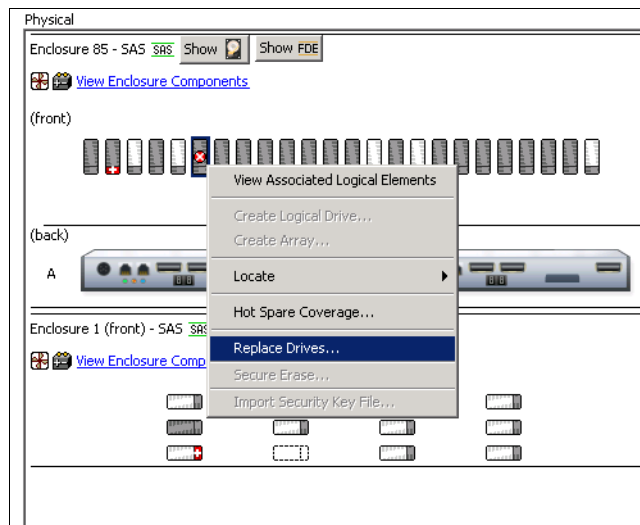 Physical
Enclosure 85 - SAS SAS Show Show FDE
View Enclosure Components
(front)
View Associated Logical Elements
Create Logical Drive...
Create Array...
(back)
A
Locate
Hot Spare Coverage...
Enclosure 1 (front) - SAS SAS
Replace Drives...
View Enclosure Comp
Secure Erase...
Import Security Key File...